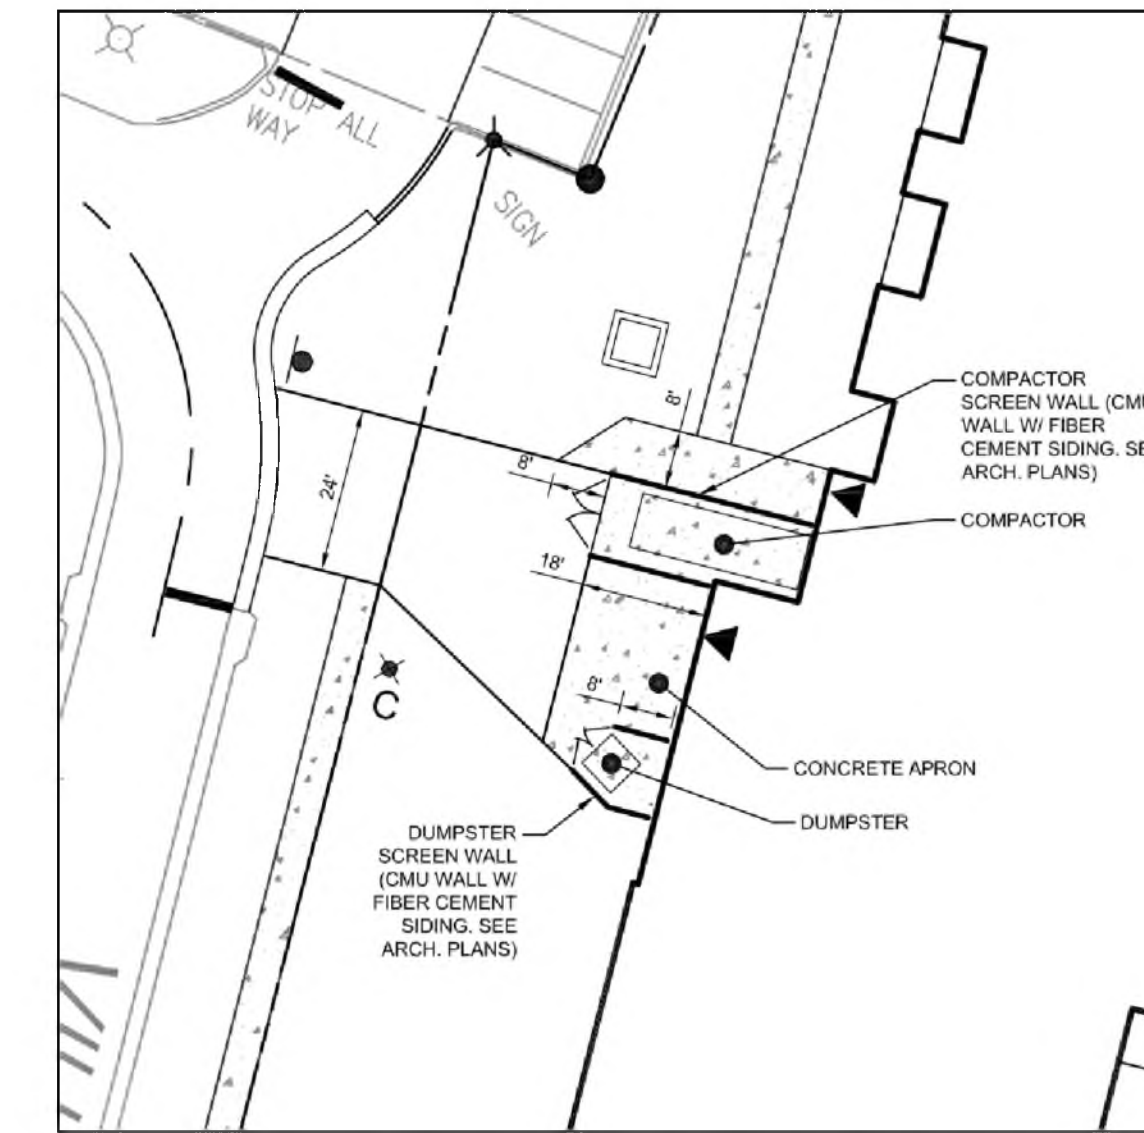 STOP ALL
WAY
SIGN
8'
COMPACTOR
SCREEN WALL (CMU
WALL W/ FIBER
CEMENT SIDING. SE
ARCH. PLANS)
8'
24'
COMPACTOR
18'
8'
C
CONCRETE APRON
DUMPSTER
DUMPSTER
SCREEN WALL
(CMU WALL W/
FIBER CEMENT
SIDING. SEE
ARCH. PLANS)